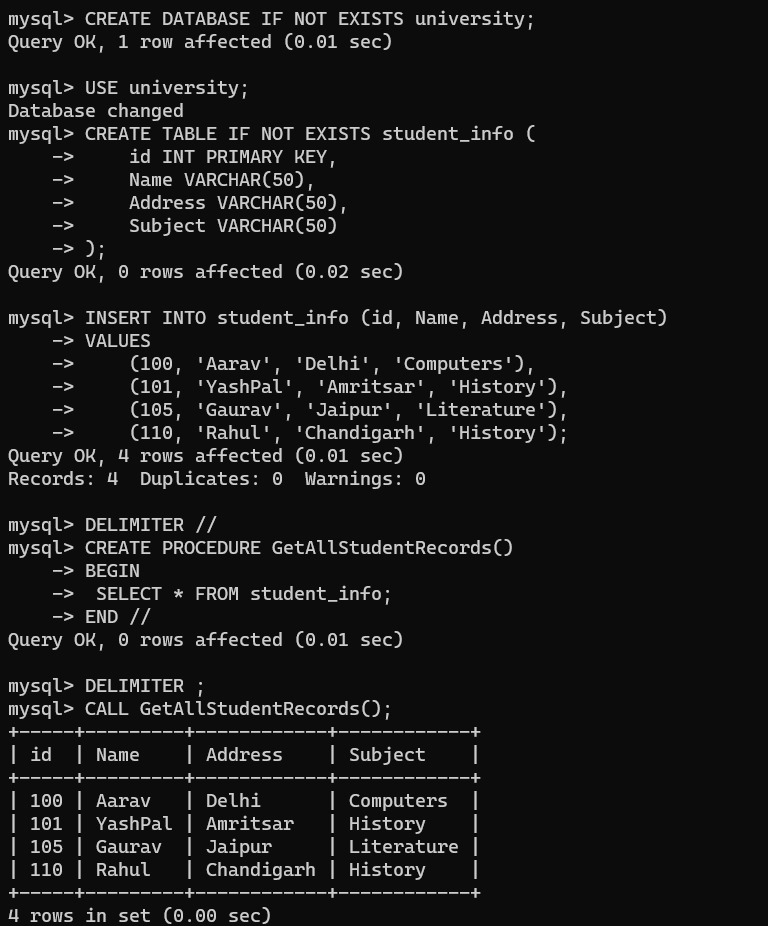 mysql> CREATE DATABASE IF NOT EXISTS university;
Query OK, 1 row affected (0.01 sec)

mysql> USE university;
Database changed
mysql> CREATE TABLE IF NOT EXISTS student_info (
    ->     id INT PRIMARY KEY,
    ->     Name VARCHAR(50),
    ->     Address VARCHAR(50),
    ->     Subject VARCHAR(50)
    -> );
Query OK, 0 rows affected (0.02 sec)

mysql> INSERT INTO student_info (id, Name, Address, Subject)
    -> VALUES
    ->     (100, 'Aarav', 'Delhi', 'Computers'),
    ->     (101, 'YashPal', 'Amritsar', 'History'),
    ->     (105, 'Gaurav', 'Jaipur', 'Literature'),
    ->     (110, 'Rahul', 'Chandigarh', 'History');
Query OK, 4 rows affected (0.01 sec)
Records: 4  Duplicates: 0  Warnings: 0

mysql> DELIMITER //
mysql> CREATE PROCEDURE GetAllStudentRecords()
    -> BEGIN
    ->  SELECT * FROM student_info;
    -> END //
Query OK, 0 rows affected (0.01 sec)

mysql> DELIMITER ;
mysql> CALL GetAllStudentRecords();
+-----+---------+------------+------------+
| id  | Name    | Address    | Subject    |
+-----+---------+------------+------------+
| 100 | Aarav   | Delhi      | Computers  |
| 101 | YashPal | Amritsar   | History    |
| 105 | Gaurav  | Jaipur     | Literature |
| 110 | Rahul   | Chandigarh | History    |
+-----+---------+------------+------------+
4 rows in set (0.00 sec)